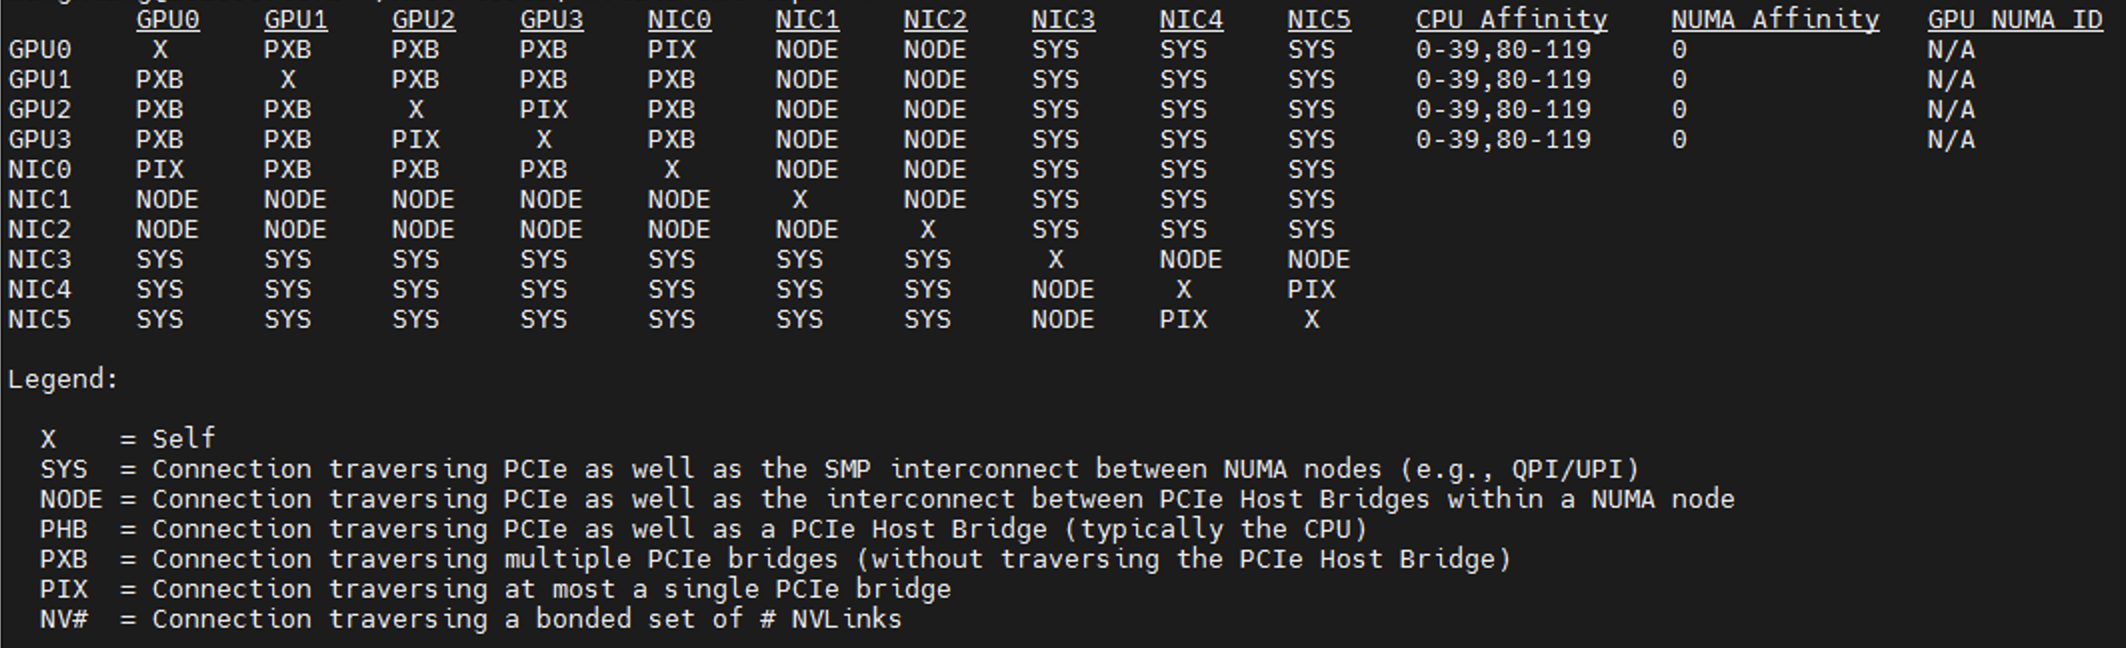 GPU0 GPU1 GPU2 GPU3 NIC0 NIC1 NIC2 NIC3 NIC4 NIC5 CPU Affinity NUMA Affinity GPU NUMA ID
GPU0 X PXB PXB PXB PIX NODE NODE SYS SYS SYS 0-39,80-119 0 N/A
GPU1 PXB X PXB PXB PXB NODE NODE SYS SYS SYS 0-39,80-119 0 N/A
GPU2 PXB PXB X PIX PXB NODE NODE SYS SYS SYS 0-39,80-119 0 N/A
GPU3 PXB PXB PIX X PXB NODE NODE SYS SYS SYS 0-39,80-119 0 N/A
NIC0 PIX PXB PXB PXB X NODE NODE SYS SYS SYS
NIC1 NODE NODE NODE NODE NODE X NODE SYS SYS SYS
NIC2 NODE NODE NODE NODE NODE NODE X SYS SYS SYS
NIC3 SYS SYS SYS SYS SYS SYS SYS X NODE NODE
NIC4 SYS SYS SYS SYS SYS SYS SYS NODE X PIX
NIC5 SYS SYS SYS SYS SYS SYS SYS NODE PIX X
Legend:
X = Self
SYS = Connection traversing PCIe as well as the SMP interconnect between NUMA nodes (e.g., QPI/UPI)
NODE = Connection traversing PCIe as well as the interconnect between PCIe Host Bridges within a NUMA node
PHB = Connection traversing PCIe as well as a PCIe Host Bridge (typically the CPU)
PXB = Connection traversing multiple PCIe bridges (without traversing the PCIe Host Bridge)
PIX = Connection traversing at most a single PCIe bridge
NV# = Connection traversing a bonded set of # NVLinks